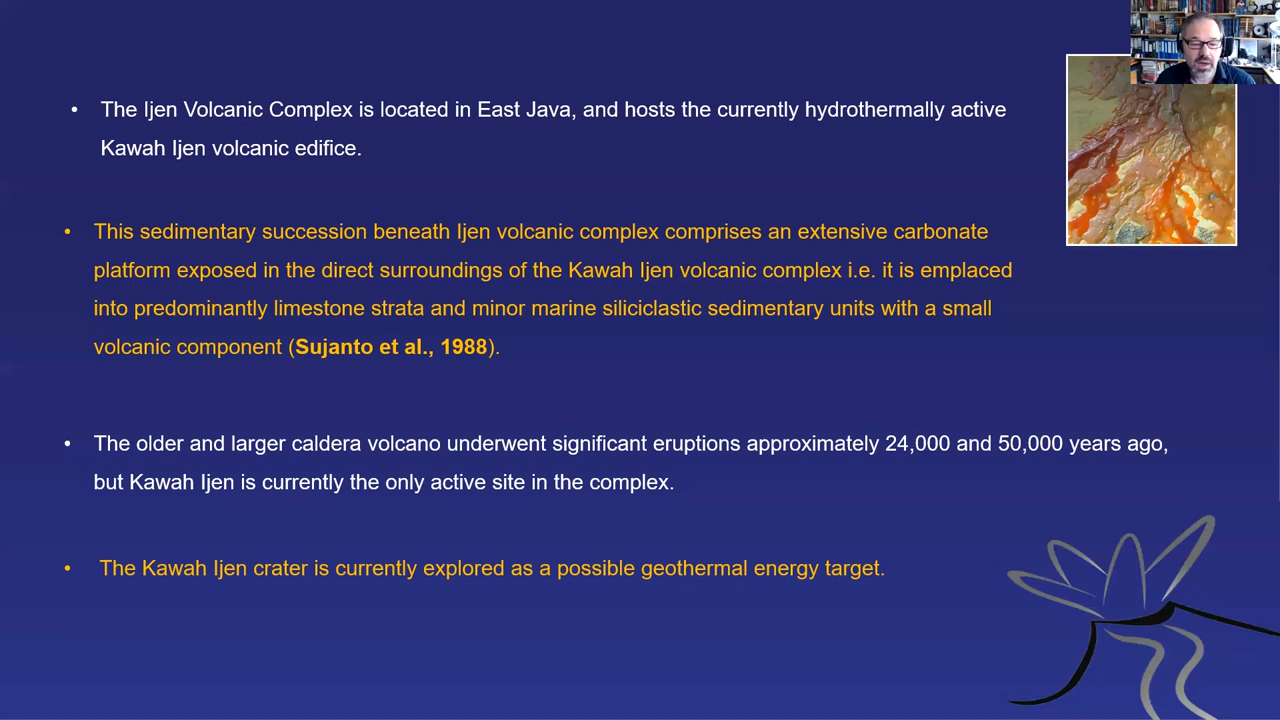 • The Ijen Volcanic Complex is located in East Java, and hosts the currently hydrothermally active
Kawah Ijen volcanic edifice.
• This sedimentary succession beneath Ijen volcanic complex comprises an extensive carbonate
platform exposed in the direct surroundings of the Kawah Ijen volcanic complex i.e. it is emplaced
into predominantly limestone strata and minor marine siliciclastic sedimentary units with a small
volcanic component (Sujanto et al., 1988).
• The older and larger caldera volcano underwent significant eruptions approximately 24,000 and 50,000 years ago,
but Kawah Ijen is currently the only active site in the complex.
• The Kawah Ijen crater is currently explored as a possible geothermal energy target.